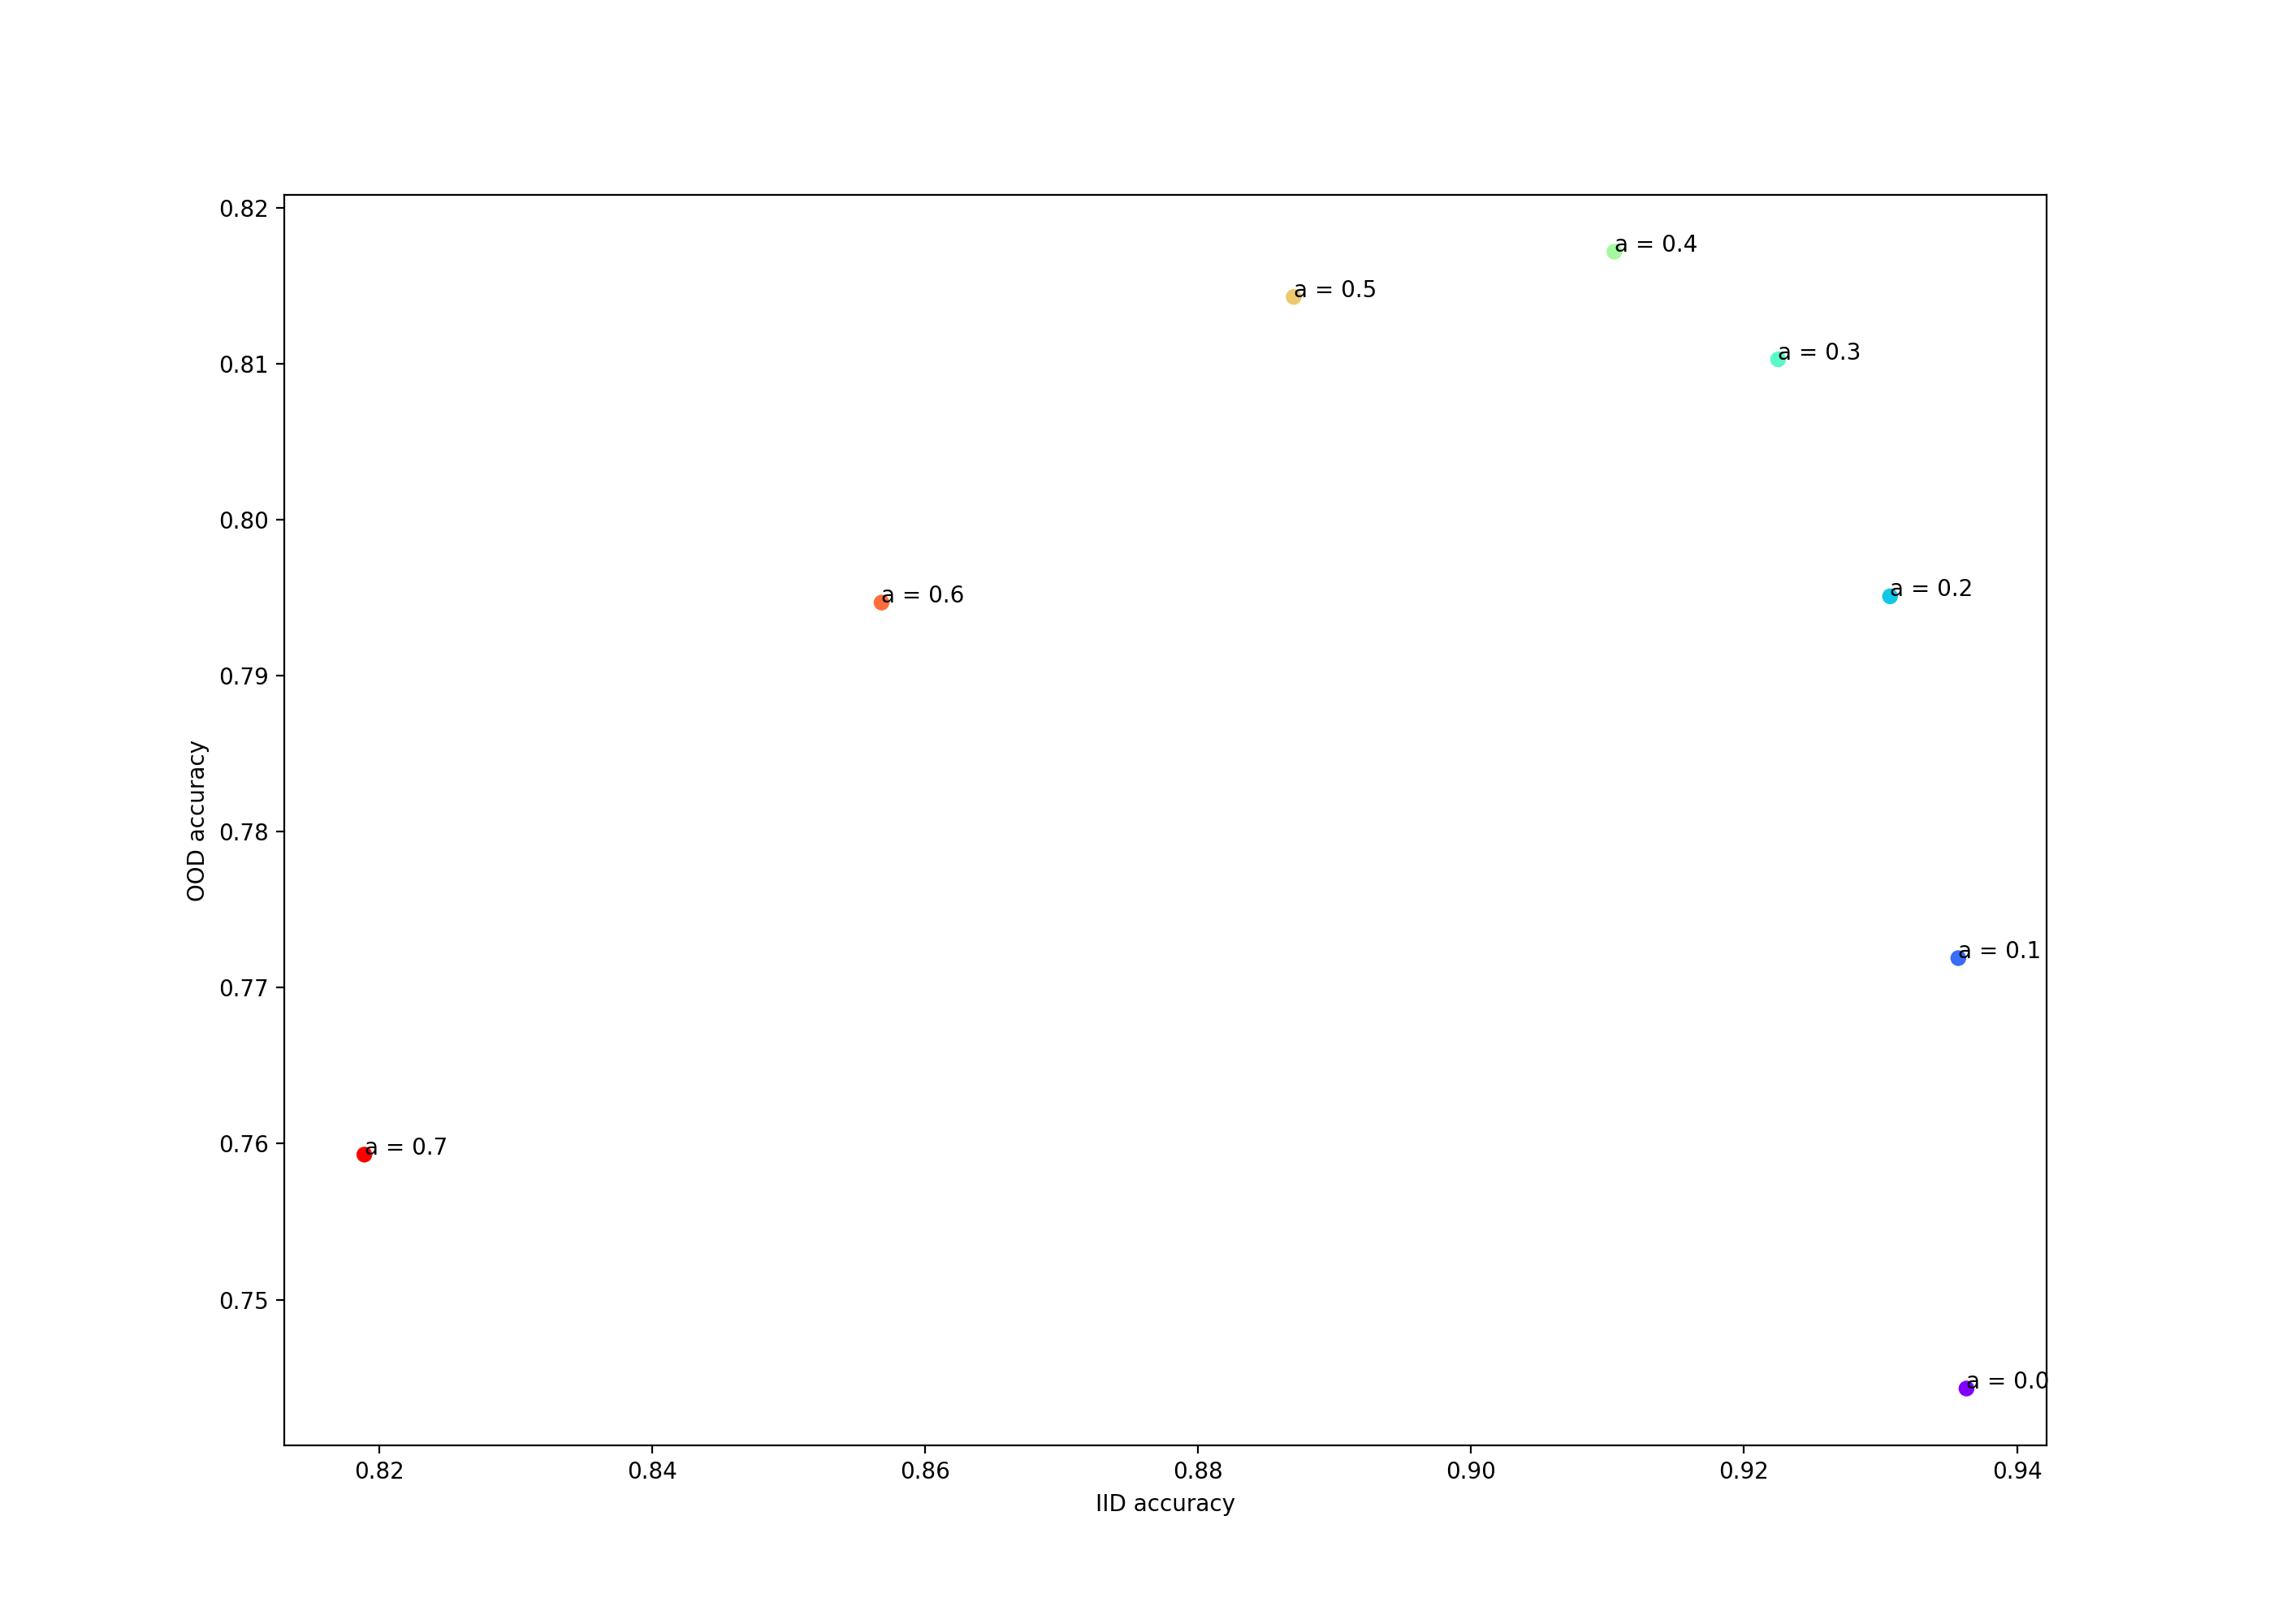 0.82
0.81
0.80
0.79
0.78
0.77
0.76
0.75
OOD accuracy
a = 0.4
a = 0.5
a = 0.3
a = 0.6
a = 0.2
a = 0.1
a = 0.7
a = 0.0
0.82 0.84 0.86 0.88 0.90 0.92 0.94
IID accuracy